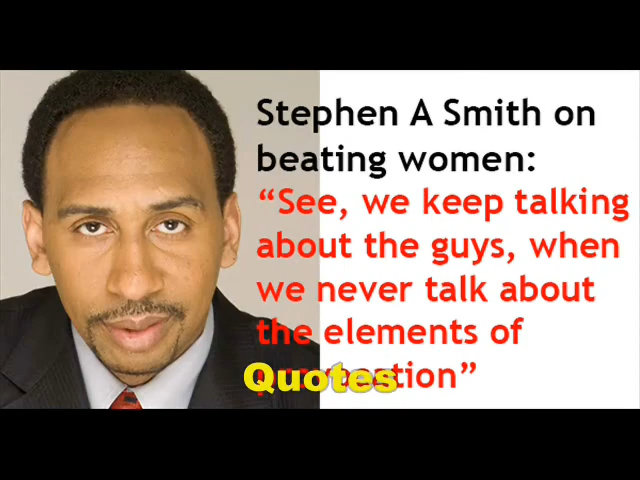 Stephen A Smith on
beating women:
“See, we keep talking
about the guys, when
we never talk about
the elements of
provocation”
Quotes